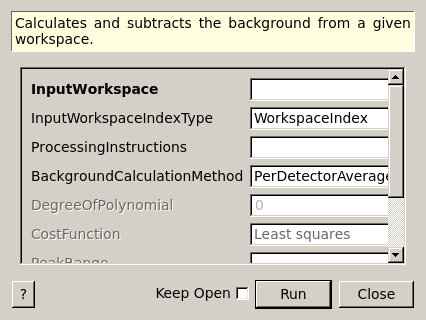 Calculates and subtracts the background from a given
workspace.
InputWorkspace
InputWorkspaceIndexType WorkspaceIndex
ProcessingInstructions
BackgroundCalculationMethod PerDetectorAverage
DegreeOfPolynomial 0
CostFunction Least squares
PeakRange
? Keep Open Run Close